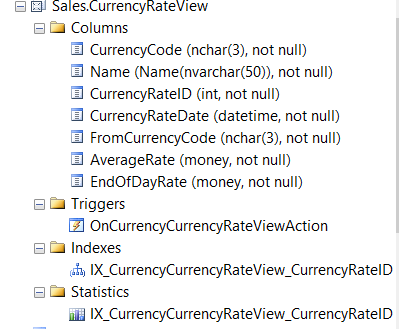 Sales.CurrencyRateView
Columns
CurrencyCode (nchar(3), not null)
Name (Name(nvarchar(50)), not null)
CurrencyRateID (int, not null)
CurrencyRateDate (datetime, not null)
FromCurrencyCode (nchar(3), not null)
AverageRate (money, not null)
EndOfDayRate (money, not null)
Triggers
OnCurrencyCurrencyRateViewAction
Indexes
IX_CurrencyCurrencyRateView_CurrencyRateID
Statistics
IX_CurrencyCurrencyRateView_CurrencyRateID